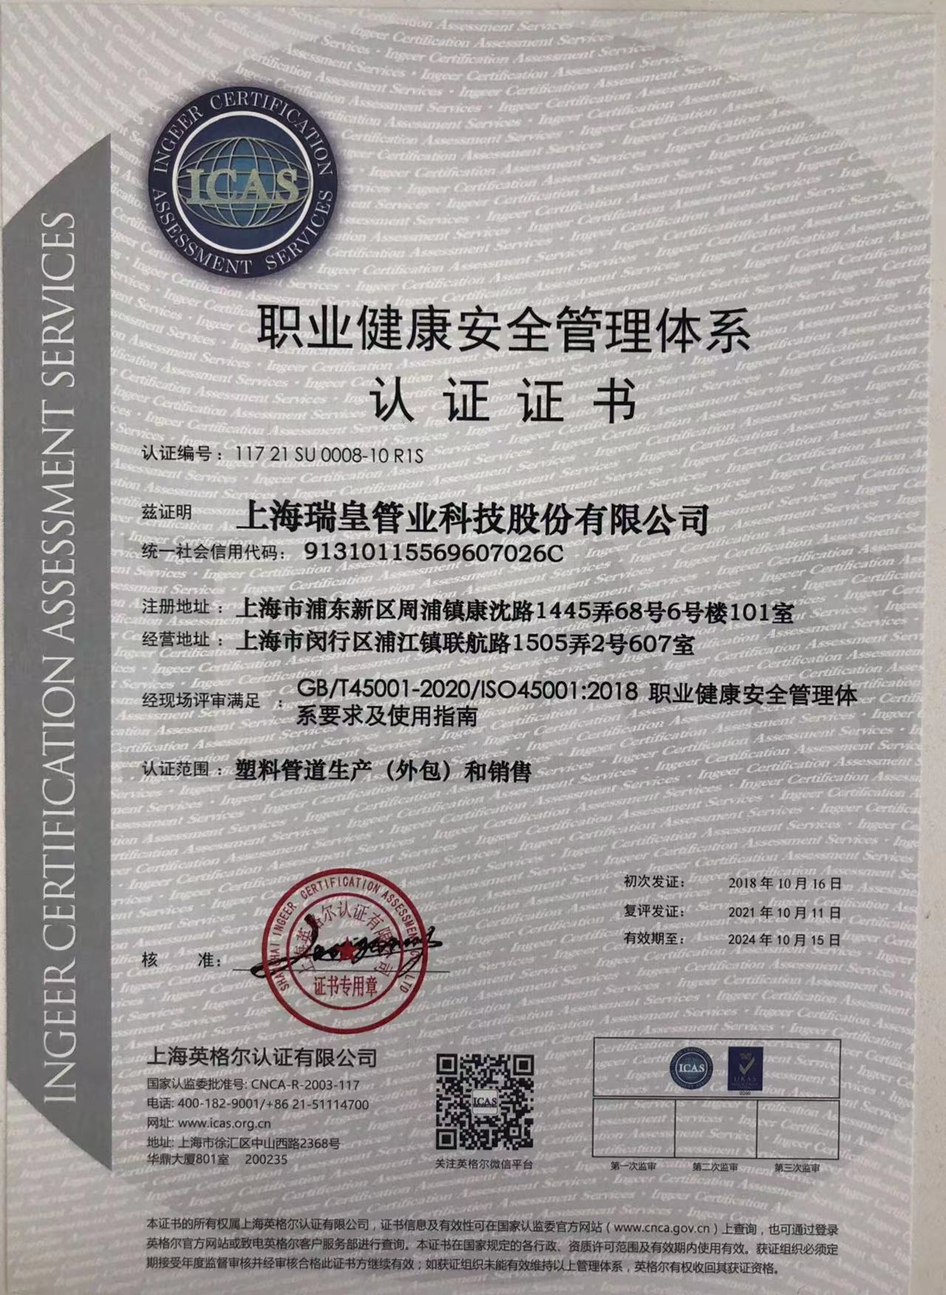 INGEER CERTIFICATION
ICAS
ASSESSMENT SERVICES
INGEER CERTIFICATION ASSESSMENT SERVICES
职业健康安全管理体系
认证证书
认证编号：117 21 SU 0008-10 R1S
兹证明 上海瑞皇管业科技股份有限公司
统一社会信用代码：91310115569607026C
注册地址：上海市浦东新区周浦镇康沈路1445弄68号6号楼101室
经营地址：上海市闵行区浦江镇联航路1505弄2号607室
经现场评审满足：GB/T45001-2020/ISO45001:2018 职业健康安全管理体
系要求及使用指南
认证范围：塑料管道生产（外包）和销售
初次发证： 2018 年 10 月 16 日
复评发证： 2021 年 10 月 11 日
有效期至： 2024 年 10 月 15 日
核 准：
SHANGHAI INGEER CERTIFICATION ASSESSMENT CO., LTD
上海英格尔认证有限公司
证书专用章
上海英格尔认证有限公司
国家认监委批准号: CNCA-R-2003-117
电话: 400-182-9001/+86 21-51114700
网址: www.icas.org.cn
地址: 上海市徐汇区中山西路2368号
华鼎大厦801室 200235
ICAS
关注英格尔微信平台
ICAS
UKAS
第一次监审 第二次监审 第三次监审
本证书的所有权属上海英格尔认证有限公司，证书信息及有效性可在国家认监委官方网站（www.cnca.gov.cn）上查询，也可通过登录
英格尔官方网站或致电英格尔客户服务部进行查询。本证书在国家规定的各行政、资质许可范围及有效期内使用有效。获证组织必须定
期接受年度监督审核并经审核合格此证书方继续有效；如获证组织未能有效维持以上管理体系，英格尔有权收回其获证资格。